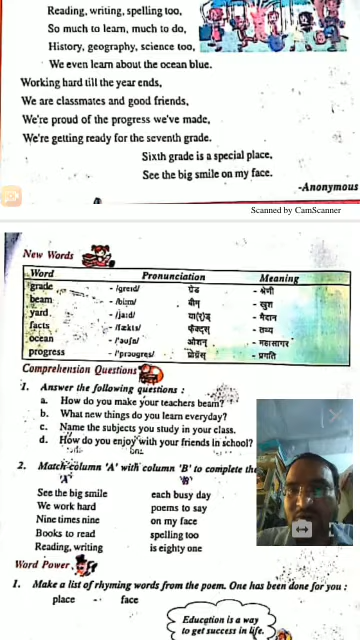 Reading, writing, spelling too,
So much to learn, much to do,
History, geography, science too,
We even learn about the ocean blue.
Working hard till the year ends,
We are classmates and good friends,
We're proud of the progress we've made,
We're getting ready for the seventh grade.
Sixth grade is a special place,
See the big smile on my face.
-Anonymous
Scanned by CamScanner
New Words
Word Pronunciation Meaning
grade - /greɪd/ ग्रेड - श्रेणी
beam - /biːm/ बीम् - खुश
yard - /jaːd/ या(र्)ड् - मैदान
facts - /fækts/ फॅक्ट्स् - तथ्य
ocean - /'əuʃn/ ओशन् - महासागर
progress - /'prəugres/ प्रोग्रॅस् - प्रगति
Comprehension Questions
1. Answer the following questions :
a. How do you make your teachers beam?
b. What new things do you learn everyday?
c. Name the subjects you study in your class.
d. How do you enjoy with your friends in school?
2. Match column 'A' with column 'B' to complete the
'A' 'B'
See the big smile each busy day
We work hard poems to say
Nine times nine on my face
Books to read spelling too
Reading, writing is eighty one
Word Power
1. Make a list of rhyming words from the poem. One has been done for you :
place - face
Education is a way
to get success in life.